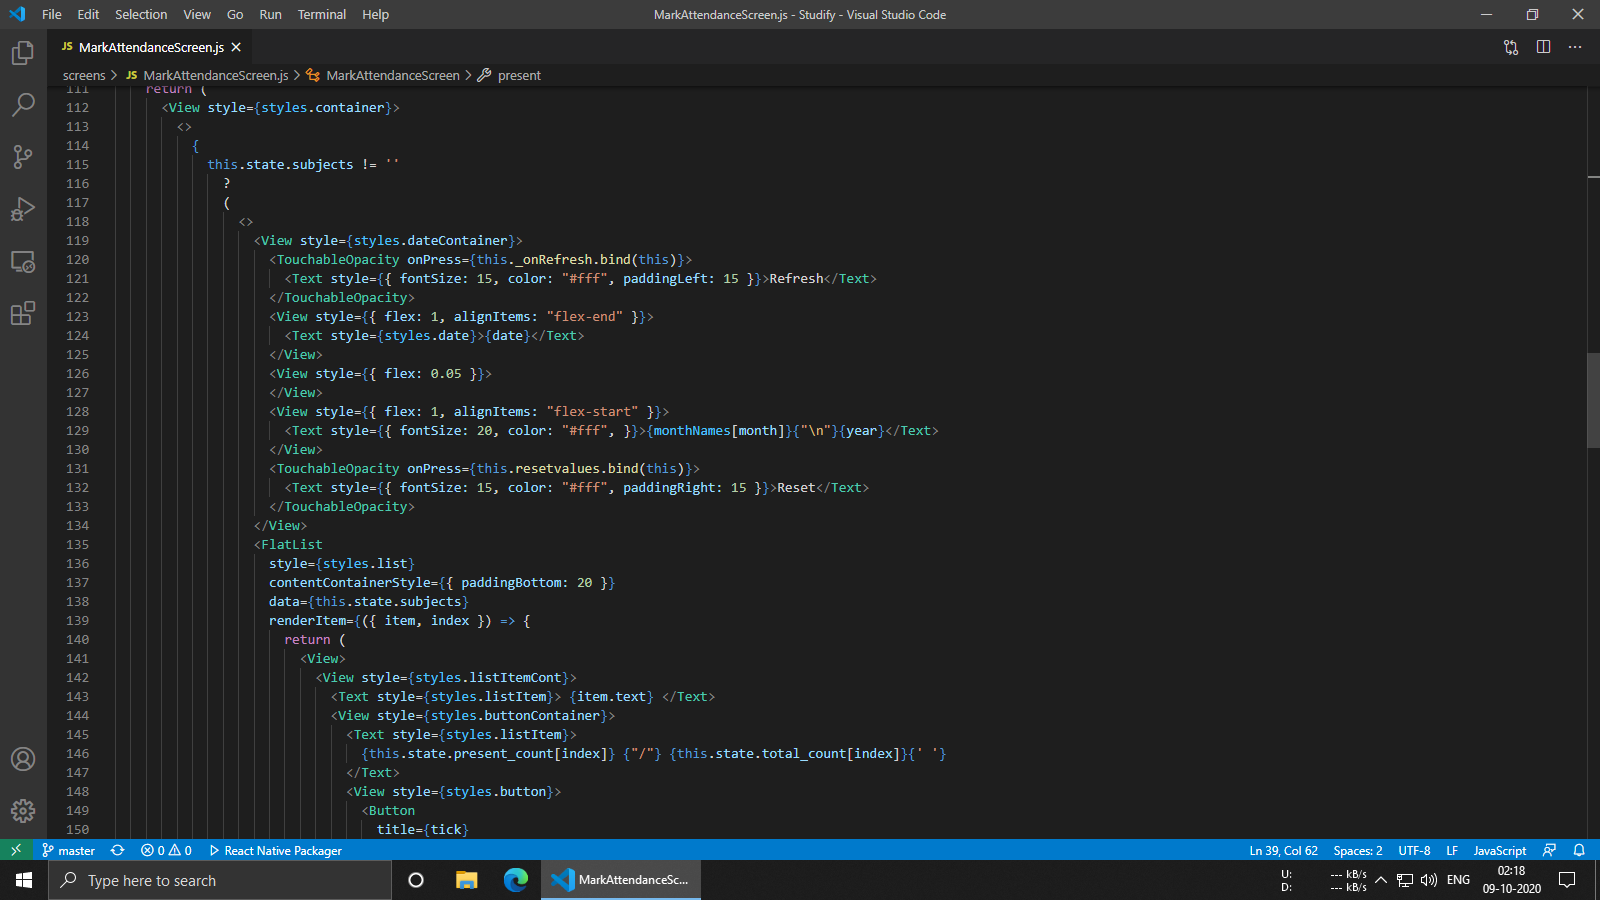 File Edit Selection View Go Run Terminal Help
MarkAttendanceScreen.js - Studify - Visual Studio Code
JS MarkAttendanceScreen.js
screens > JS MarkAttendanceScreen.js > MarkAttendanceScreen > present
111 return (
112 <View style={styles.container}>
113 <>
114 {
115 this.state.subjects != ''
116 ?
117 (
118 <>
119 <View style={styles.dateContainer}>
120 <TouchableOpacity onPress={this._onRefresh.bind(this)}>
121 <Text style={{ fontSize: 15, color: "#fff", paddingLeft: 15 }}>Refresh</Text>
122 </TouchableOpacity>
123 <View style={{ flex: 1, alignItems: "flex-end" }}>
124 <Text style={styles.date}>{date}</Text>
125 </View>
126 <View style={{ flex: 0.05 }}>
127 </View>
128 <View style={{ flex: 1, alignItems: "flex-start" }}>
129 <Text style={{ fontSize: 20, color: "#fff", }}>{monthNames[month]}{"\n"}{year}</Text>
130 </View>
131 <TouchableOpacity onPress={this.resetvalues.bind(this)}>
132 <Text style={{ fontSize: 15, color: "#fff", paddingRight: 15 }}>Reset</Text>
133 </TouchableOpacity>
134 </View>
135 <FlatList
136 style={styles.list}
137 contentContainerStyle={{ paddingBottom: 20 }}
138 data={this.state.subjects}
139 renderItem={({ item, index }) => {
140 return (
141 <View>
142 <View style={styles.listItemCont}>
143 <Text style={styles.listItem}> {item.text} </Text>
144 <View style={styles.buttonContainer}>
145 <Text style={styles.listItem}>
146 {this.state.present_count[index]} {"/"} {this.state.total_count[index]}{' '}
147 </Text>
148 <View style={styles.button}>
149 <Button
150 title={tick}
master 0 0 React Native Packager Ln 39, Col 62 Spaces: 2 UTF-8 LF JavaScript
Type here to search
MarkAttendanceSc...
U: --- kB/s
D: --- kB/s
ENG
02:18
09-10-2020